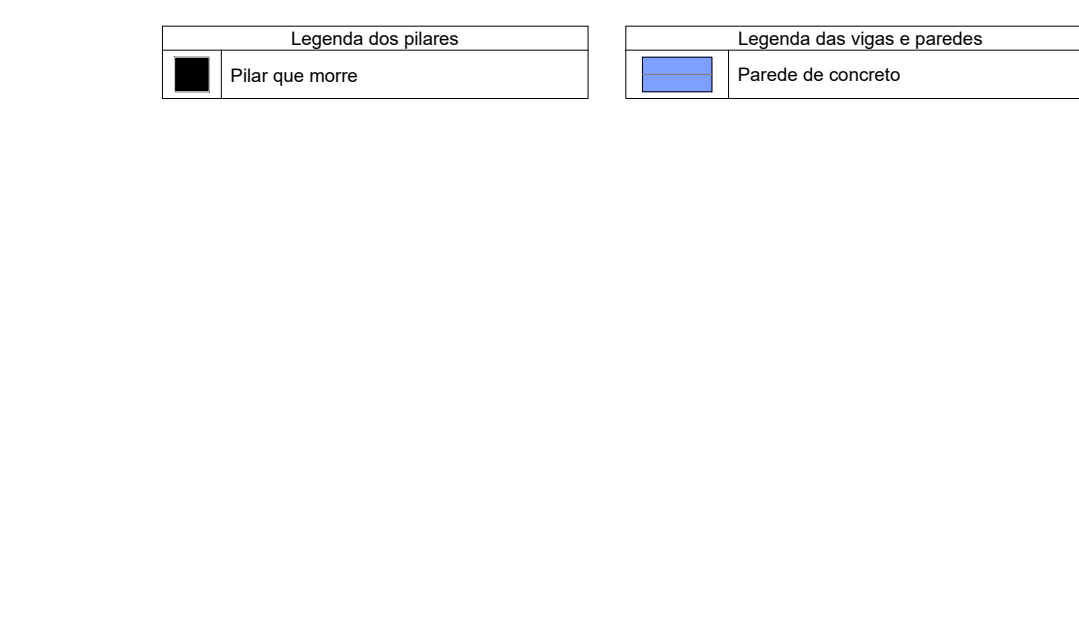 Legenda dos pilares
Pilar que morre
Legenda das vigas e paredes
Parede de concreto